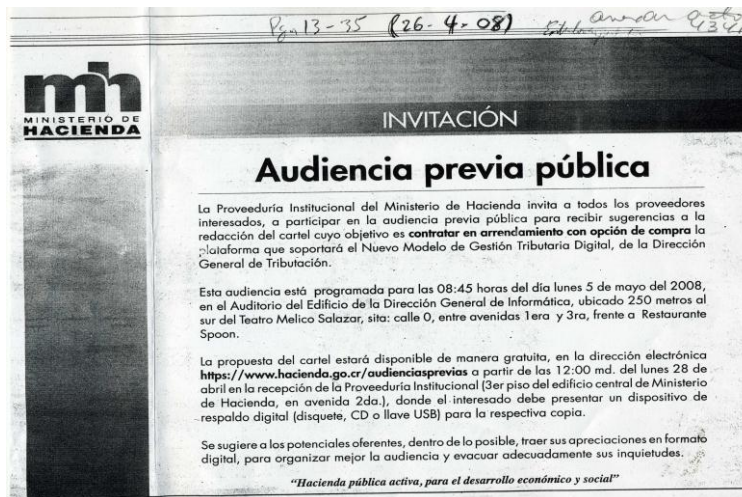 Pg. 13-35 (26-4-08)
mh
MINISTERIO DE
HACIENDA
INVITACIÓN
Audiencia previa pública
La Proveeduría Institucional del Ministerio de Hacienda invita a todos los proveedores
interesados, a participar en la audiencia previa pública para recibir sugerencias a la
redacción del cartel cuyo objetivo es contratar en arrendamiento con opción de compra la
plataforma que soportará el Nuevo Modelo de Gestión Tributaria Digital, de la Dirección
General de Tributación.
Esta audiencia está programada para las 08:45 horas del día lunes 5 de mayo del 2008,
en el Auditorio del Edificio de la Dirección General de Informática, ubicado 250 metros al
sur del Teatro Melico Salazar, sita: calle 0, entre avenidas 1era y 3ra, frente a Restaurante
Spoon.
La propuesta del cartel estará disponible de manera gratuita, en la dirección electrónica
https://www.hacienda.go.cr/audienciasprevias a partir de las 12:00 md. del lunes 28 de
abril en la recepción de la Proveeduría Institucional (3er piso del edificio central de Ministerio
de Hacienda, en avenida 2da.), donde el interesado debe presentar un dispositivo de
respaldo digital (disquete, CD o llave USB) para la respectiva copia.
Se sugiere a los potenciales oferentes, dentro de lo posible, traer sus apreciaciones en formato
digital, para organizar mejor la audiencia y evacuar adecuadamente sus inquietudes.
"Hacienda pública activa, para el desarrollo económico y social"